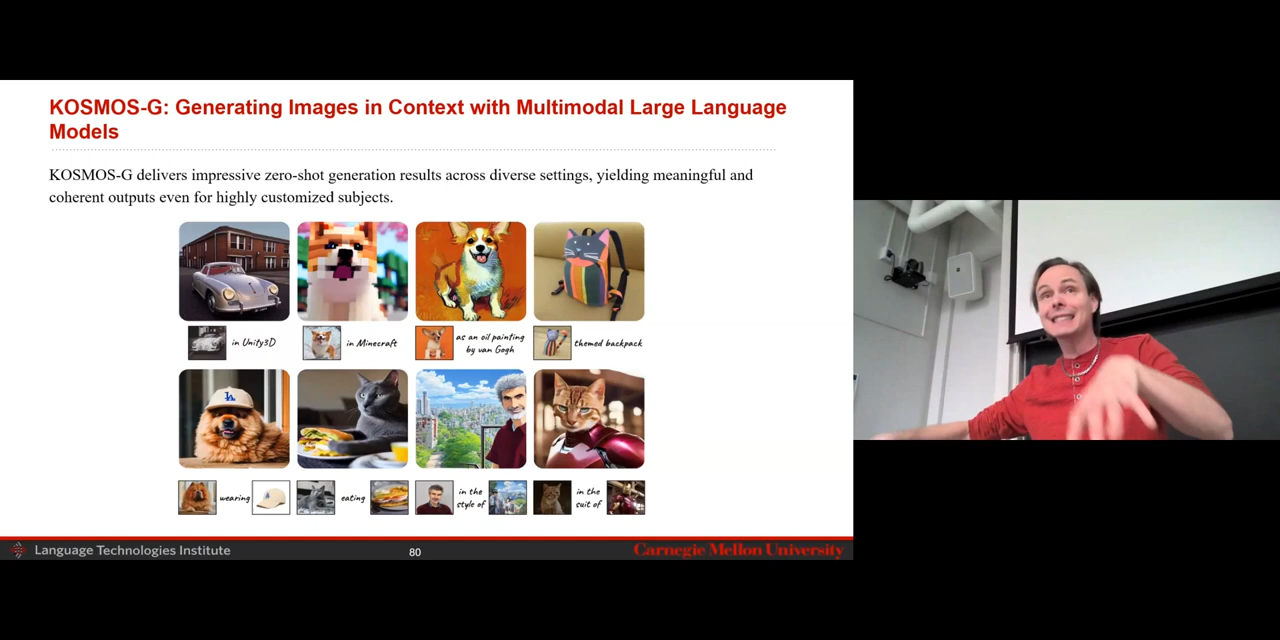 KOSMOS-G: Generating Images in Context with Multimodal Large Language
Models
KOSMOS-G delivers impressive zero-shot generation results across diverse settings, yielding meaningful and
coherent outputs even for highly customized subjects.
in Unity3D
in Minecraft
as an oil painting
by van Gogh
themed backpack
LA
wearing
eating
in the
style of
in the
suit of
Language Technologies Institute
80
Carnegie Mellon University